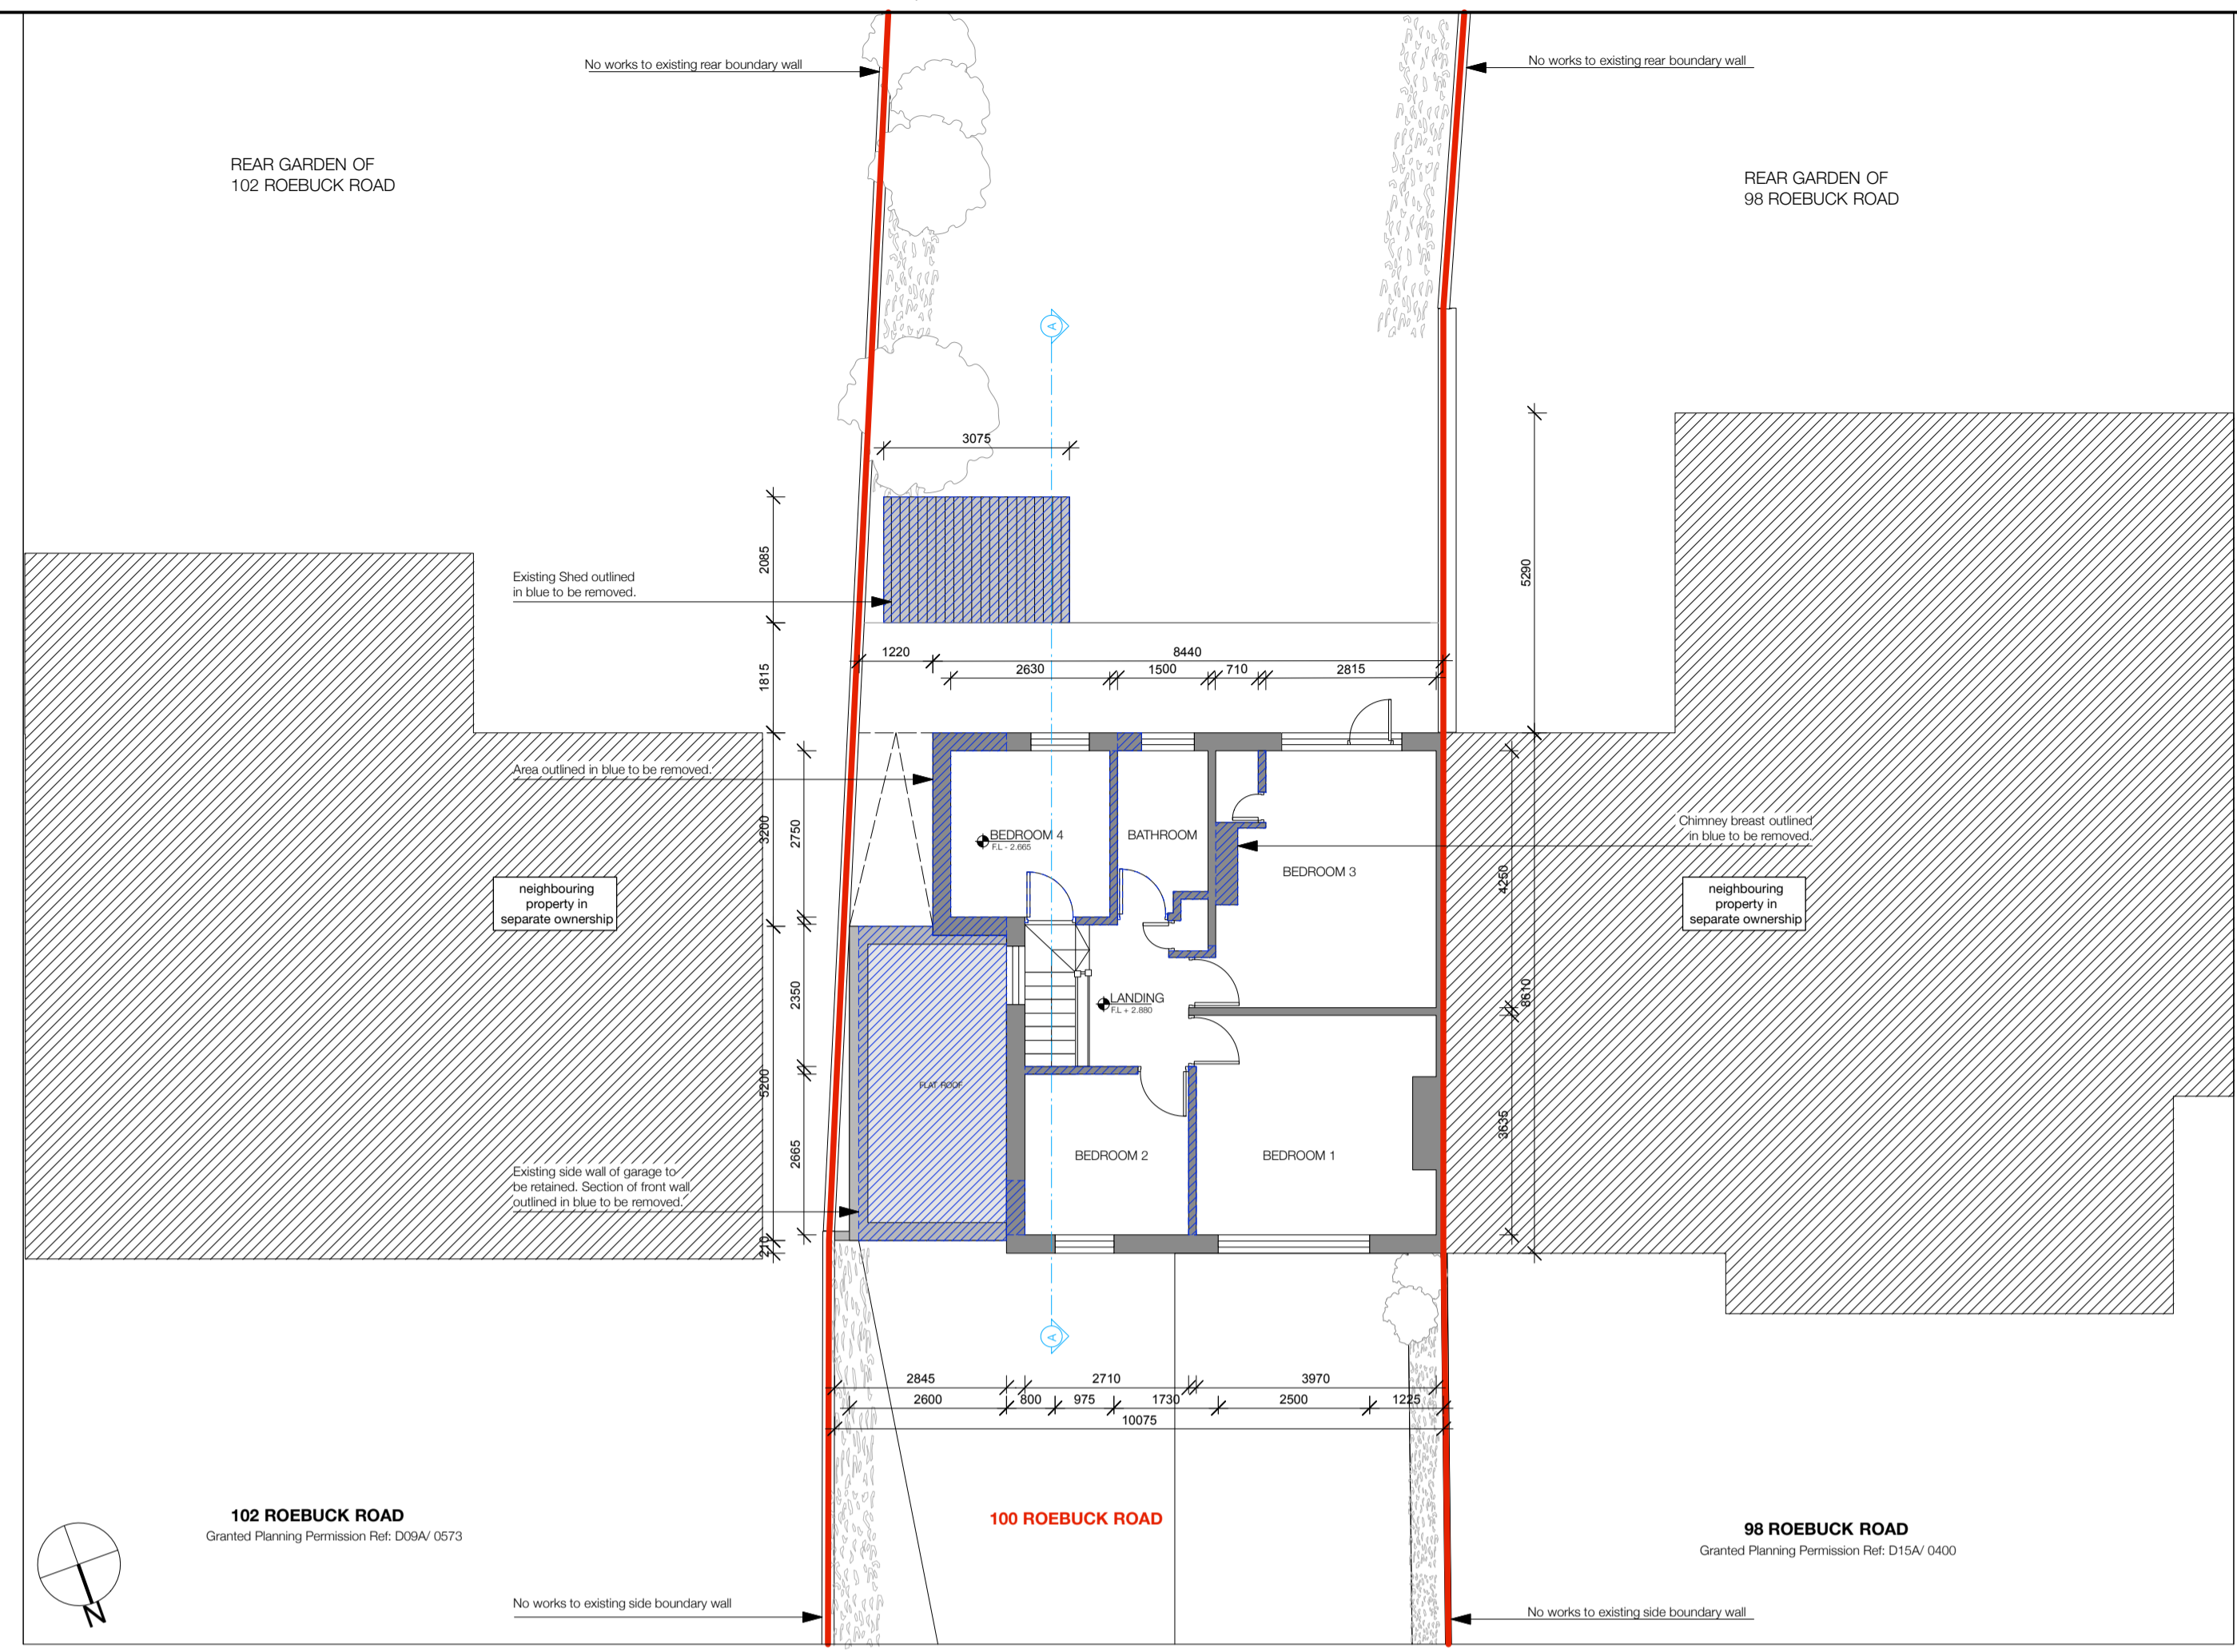 No works to existing rear boundary wall
No works to existing rear boundary wall
REAR GARDEN OF
102 ROEBUCK ROAD
REAR GARDEN OF
98 ROEBUCK ROAD
A
3075
2085
Existing Shed outlined
in blue to be removed.
5290
1815
1220
8440
2630
1500
710
2815
Area outlined in blue to be removed.
3200
2750
BEDROOM 4
F.L - 2.665
BATHROOM
BEDROOM 3
Chimney breast outlined
in blue to be removed.
4250
neighbouring
property in
separate ownership
neighbouring
property in
separate ownership
2350
LANDING
F.L + 2.880
8610
5200
FLAT ROOF
3635
2665
BEDROOM 2
BEDROOM 1
Existing side wall of garage to
be retained. Section of front wall
outlined in blue to be removed.
210
A
2845
2710
3970
2600
800
975
1730
2500
1225
10075
102 ROEBUCK ROAD
Granted Planning Permission Ref: D09A/ 0573
100 ROEBUCK ROAD
98 ROEBUCK ROAD
Granted Planning Permission Ref: D15A/ 0400
N
No works to existing side boundary wall
No works to existing side boundary wall